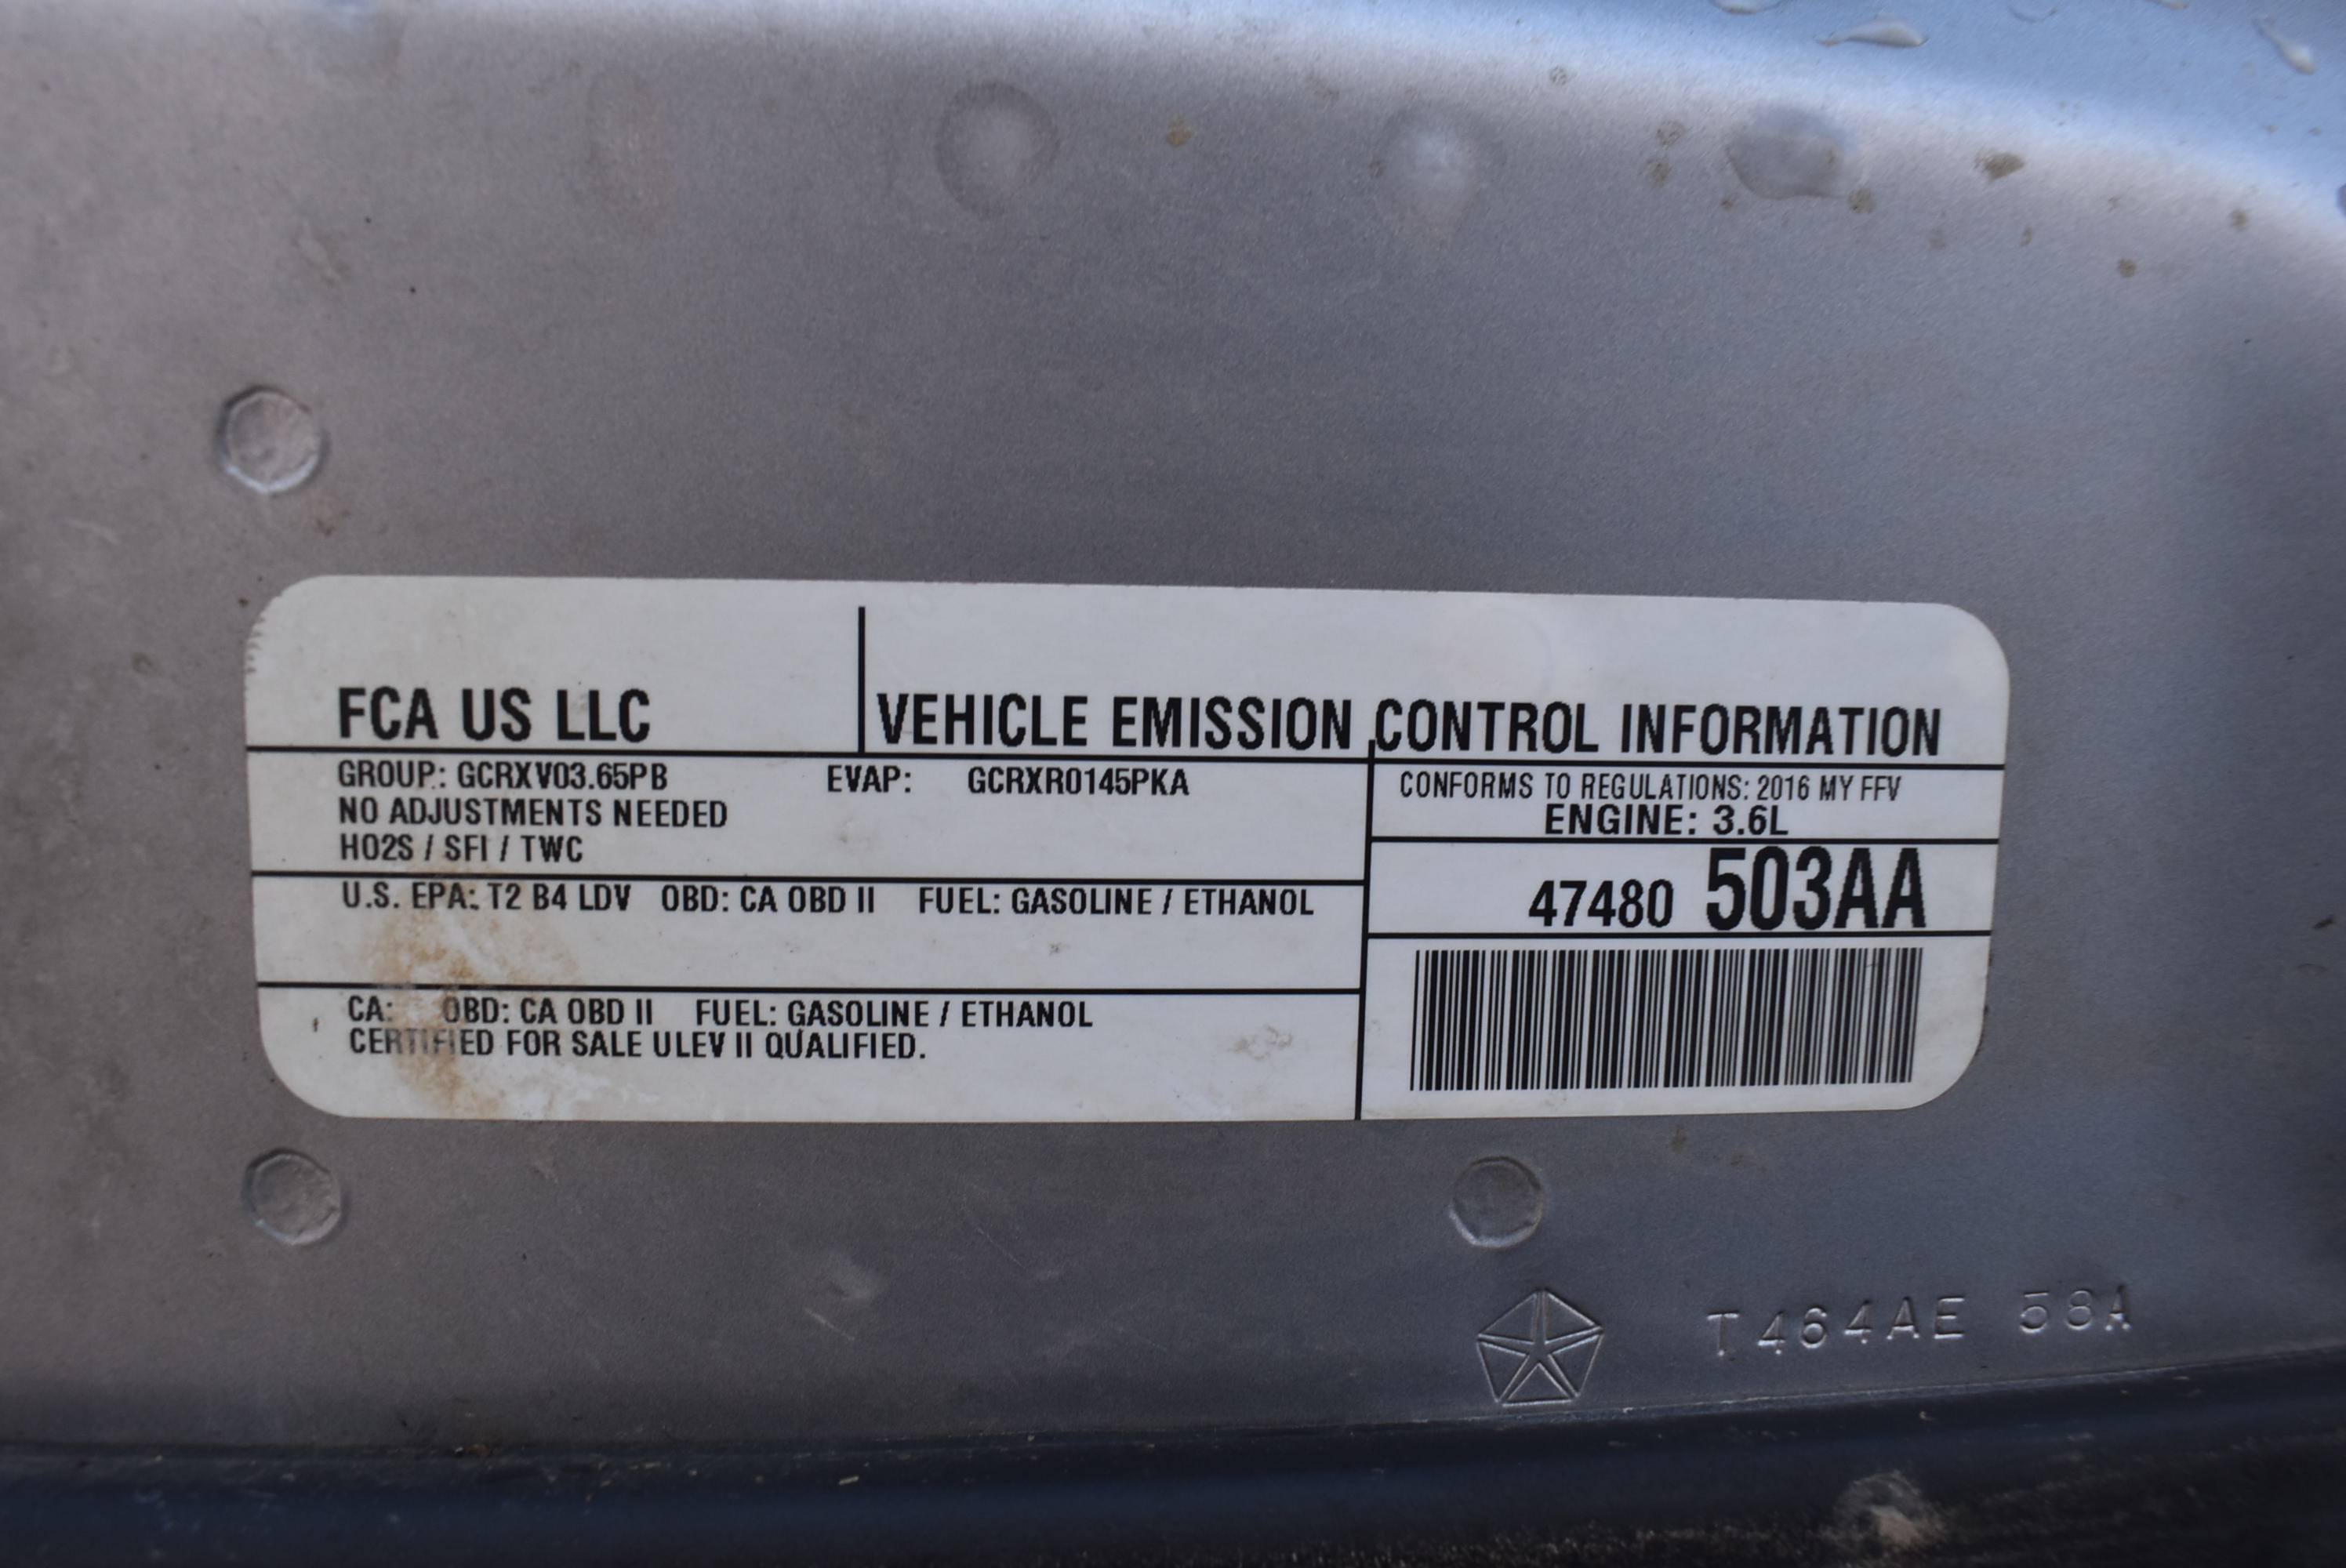 FCA US LLC
VEHICLE EMISSION CONTROL INFORMATION
GROUP: GCRXV03.65PB EVAP: GCRXR0145PKA
NO ADJUSTMENTS NEEDED
HO2S / SFI / TWC
CONFORMS TO REGULATIONS: 2016 MY FFV
ENGINE: 3.6L
U.S. EPA: T2 B4 LDV OBD: CA OBD II FUEL: GASOLINE / ETHANOL
47480 503AA
CA: OBD: CA OBD II FUEL: GASOLINE / ETHANOL
CERTIFIED FOR SALE ULEV II QUALIFIED.
T464AE 58A